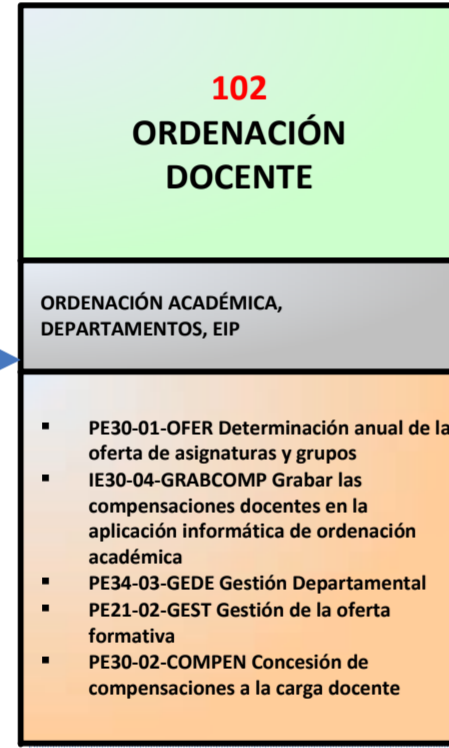 102
ORDENACIÓN
DOCENTE
ORDENACIÓN ACADÉMICA,
DEPARTAMENTOS, EIP
▪ PE30-01-OFER Determinación anual de la
oferta de asignaturas y grupos
▪ IE30-04-GRABCOMP Grabar las
compensaciones docentes en la
aplicación informática de ordenación
académica
▪ PE34-03-GEDE Gestión Departamental
▪ PE21-02-GEST Gestión de la oferta
formativa
▪ PE30-02-COMPEN Concesión de
compensaciones a la carga docente